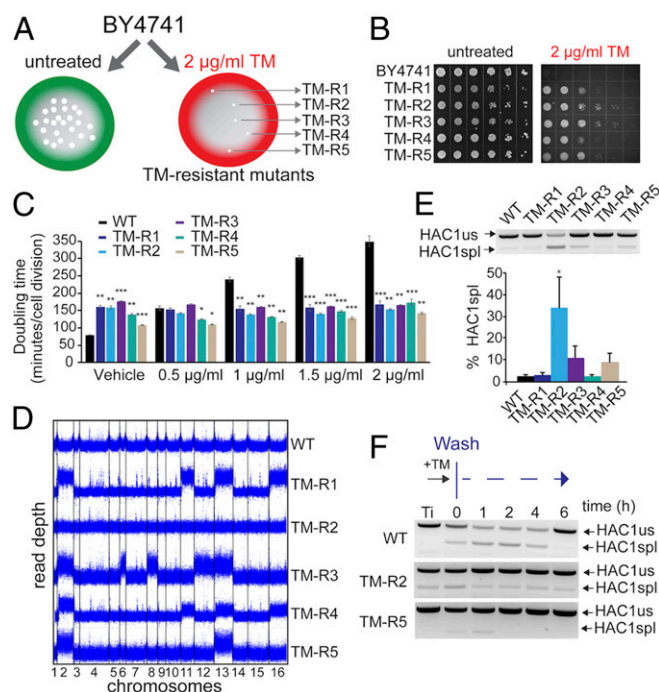 A
BY4741
untreated
2 µg/ml TM
TM-R1
TM-R2
TM-R3
TM-R4
TM-R5
TM-resistant mutants
B
untreated
2 µg/ml TM
BY4741
TM-R1
TM-R2
TM-R3
TM-R4
TM-R5
C
WT
TM-R1
TM-R2
TM-R3
TM-R4
TM-R5
Doubling time
(minutes/cell division)
350
300
250
200
150
100
50
0
** ** *** ** ***
* *
** ** ** ** **
*** ** *** *** **
*** *** *** *** **
Vehicle 0.5 µg/ml 1 µg/ml 1.5 µg/ml 2 µg/ml
D
read depth
WT
TM-R1
TM-R2
TM-R3
TM-R4
TM-R5
1 2 3 4 5 6 7 8 9 10 11 12 13 14 15 16
chromosomes
E
WT TM-R1 TM-R2 TM-R3 TM-R4 TM-R5
HAC1us
HAC1spl
% HAC1spl
50
40
30
20
10
0
*
WT TM-R1 TM-R2 TM-R3 TM-R4 TM-R5
F
Wash
+TM
Ti 0 1 2 4 6 time (h)
WT
HAC1us
HAC1spl
TM-R2
HAC1us
HAC1spl
TM-R5
HAC1us
HAC1spl